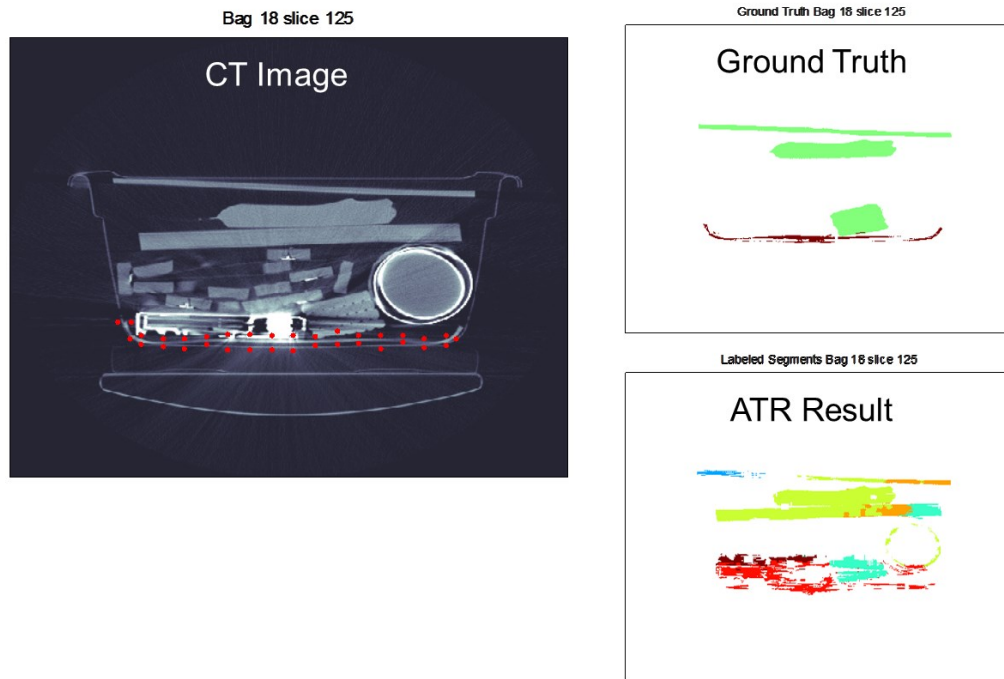 Bag 18 slice 125
CT Image
Ground Truth Bag 18 slice 125
Ground Truth
Labeled Segments Bag 18 slice 125
ATR Result